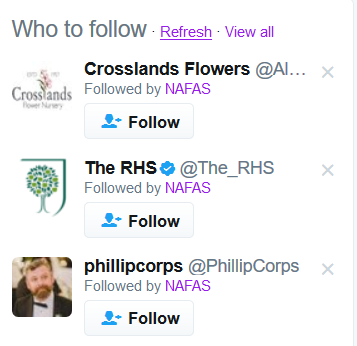 Who to follow · Refresh · View all
Crosslands Flowers @Al...
Followed by NAFAS
Crosslands
Flower Nursery
Follow
The RHS @The_RHS
Followed by NAFAS
Follow
phillipcorps @PhillipCorps
Followed by NAFAS
Follow